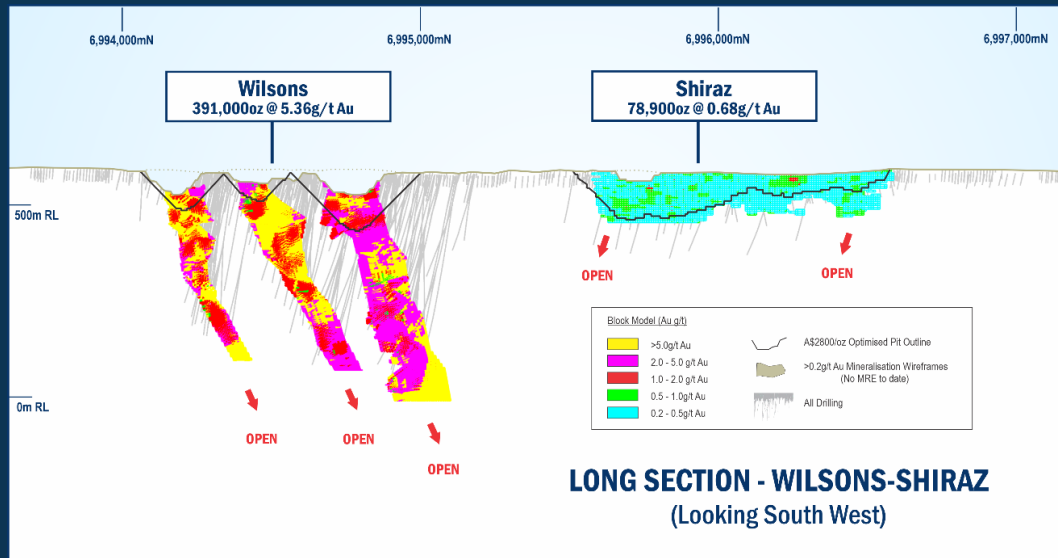 6,994,000mN
6,995,000mN
6,996,000mN
6,997,000mN
Wilsons
391,000oz @ 5.36g/t Au
Shiraz
78,900oz @ 0.68g/t Au
500m RL
0m RL
OPEN
OPEN
OPEN
OPEN
OPEN
Block Model (Au g/t)
>5.0g/t Au
2.0 - 5.0 g/t Au
1.0 - 2.0 g/t Au
0.5 - 1.0g/t Au
0.2 - 0.5g/t Au
A$2800/oz Optimised Pit Outline
>0.2g/t Au Mineralisation Wireframes
(No MRE to date)
All Drilling
LONG SECTION - WILSONS-SHIRAZ
(Looking South West)